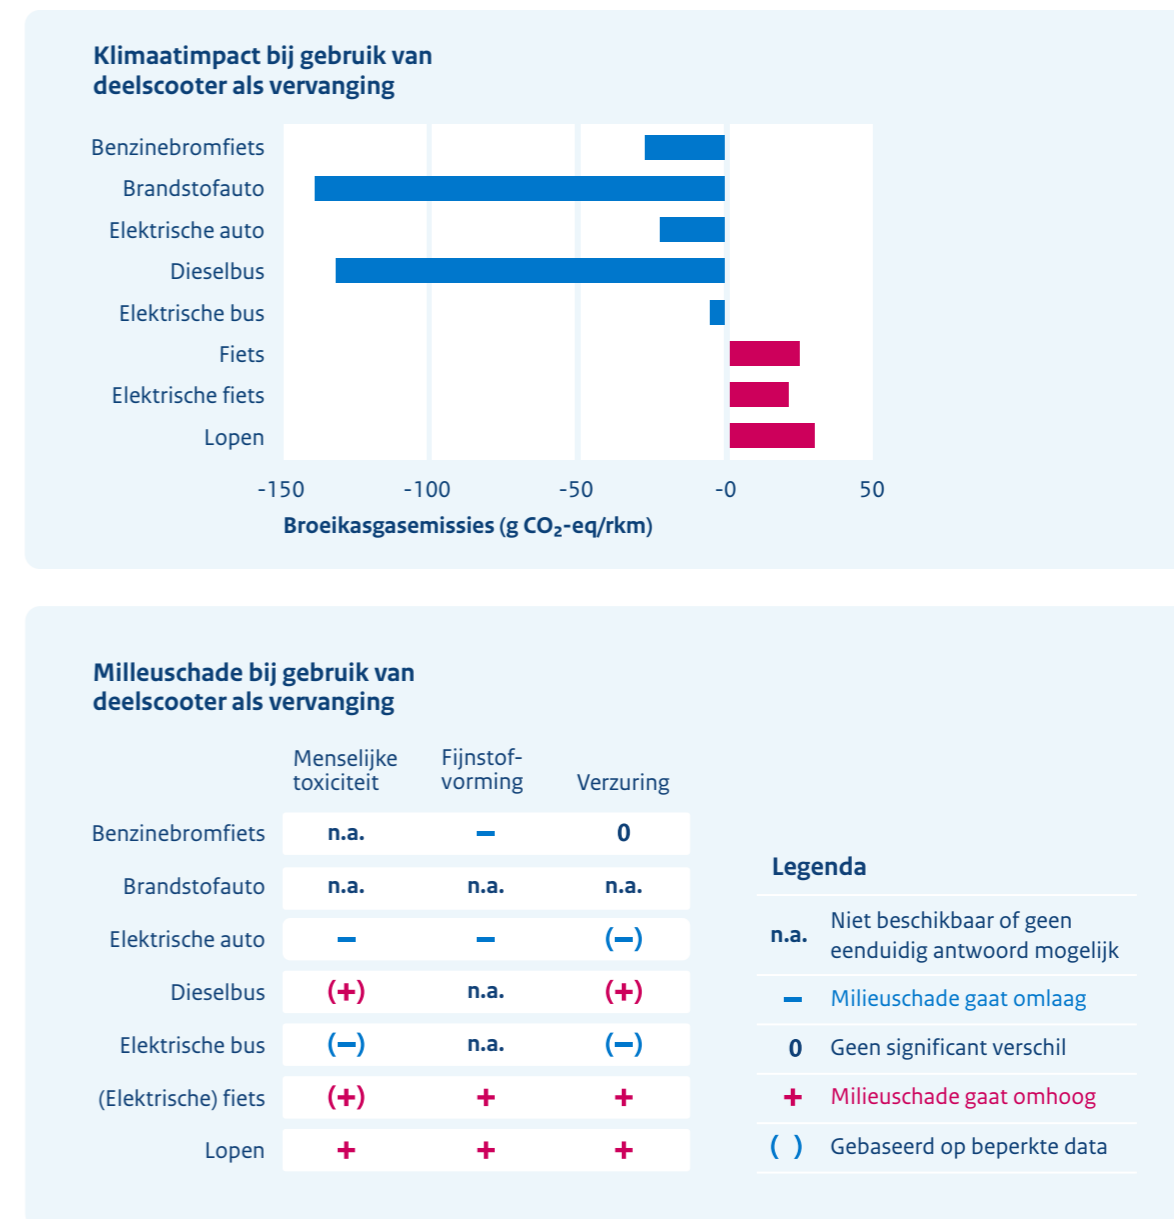 Klimaatimpact bij gebruik van
deelscooter als vervanging
Benzinebromfiets
Brandstofauto
Elektrische auto
Dieselbus
Elektrische bus
Fiets
Elektrische fiets
Lopen
-150 -100 -50 -0 50
Broeikasgasemissies (g CO₂-eq/rkm)
Milleuschade bij gebruik van
deelscooter als vervanging
Menselijke toxiciteit
Fijnstof-
vorming
Verzuring
Benzinebromfiets n.a. – 0
Brandstofauto n.a. n.a. n.a.
Elektrische auto – – (–)
Dieselbus (+) n.a. (+)
Elektrische bus (–) n.a. (–)
(Elektrische) fiets (+) + +
Lopen + + +
Legenda
n.a. Niet beschikbaar of geen
eenduidig antwoord mogelijk
– Milieuschade gaat omlaag
0 Geen significant verschil
+ Milieuschade gaat omhoog
( ) Gebaseerd op beperkte data